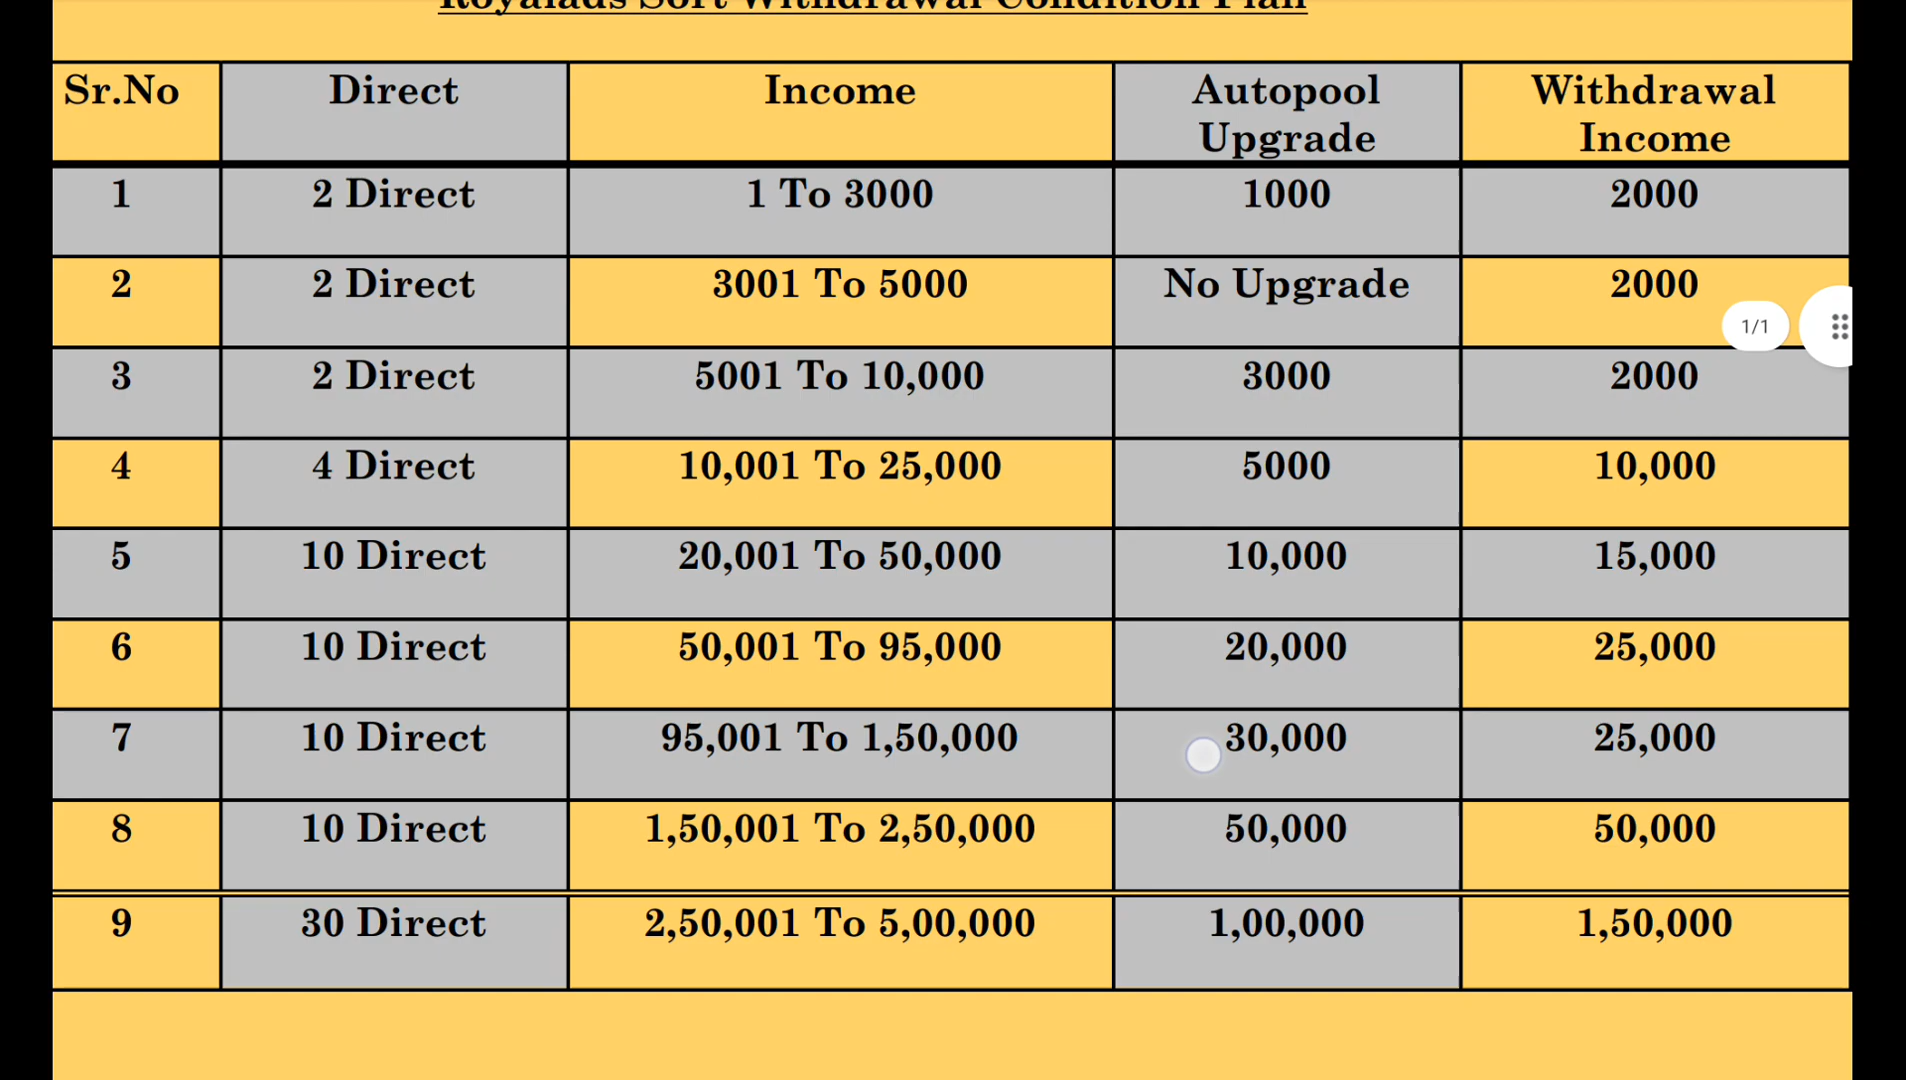 Royalads Sort Withdrawal Condition Plan
Sr.No Direct Income Autopool Upgrade Withdrawal Income
1 2 Direct 1 To 3000 1000 2000
2 2 Direct 3001 To 5000 No Upgrade 2000
1/1
3 2 Direct 5001 To 10,000 3000 2000
4 4 Direct 10,001 To 25,000 5000 10,000
5 10 Direct 20,001 To 50,000 10,000 15,000
6 10 Direct 50,001 To 95,000 20,000 25,000
7 10 Direct 95,001 To 1,50,000 30,000 25,000
8 10 Direct 1,50,001 To 2,50,000 50,000 50,000
9 30 Direct 2,50,001 To 5,00,000 1,00,000 1,50,000